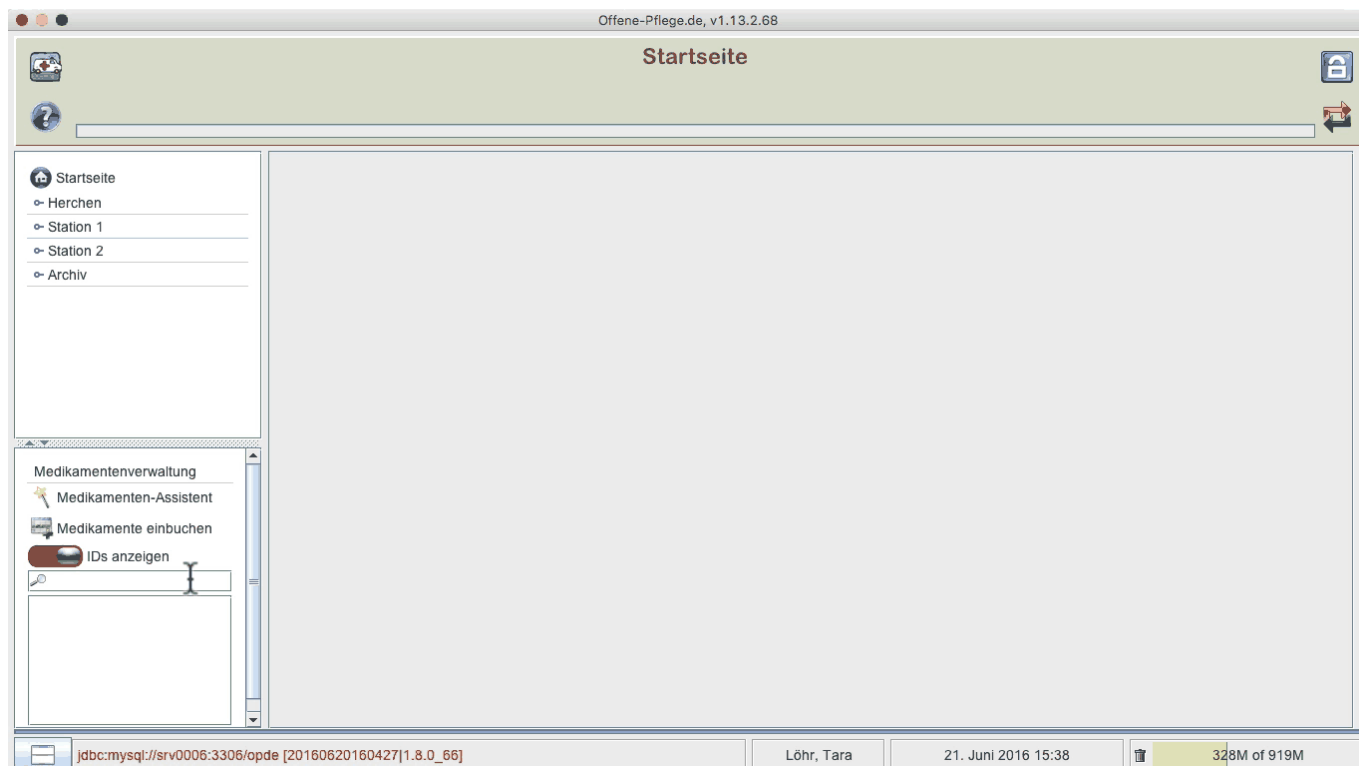 Offene-Pflege.de, v1.13.2.68
Startseite
Startseite
Herchen
Station 1
Station 2
Archiv
Medikamentenverwaltung
Medikamenten-Assistent
Medikamente einbuchen
IDs anzeigen
jdbc:mysql://srv0006:3306/opde [20160620160427|1.8.0_66] Löhr, Tara 21. Juni 2016 15:38 328M of 919M